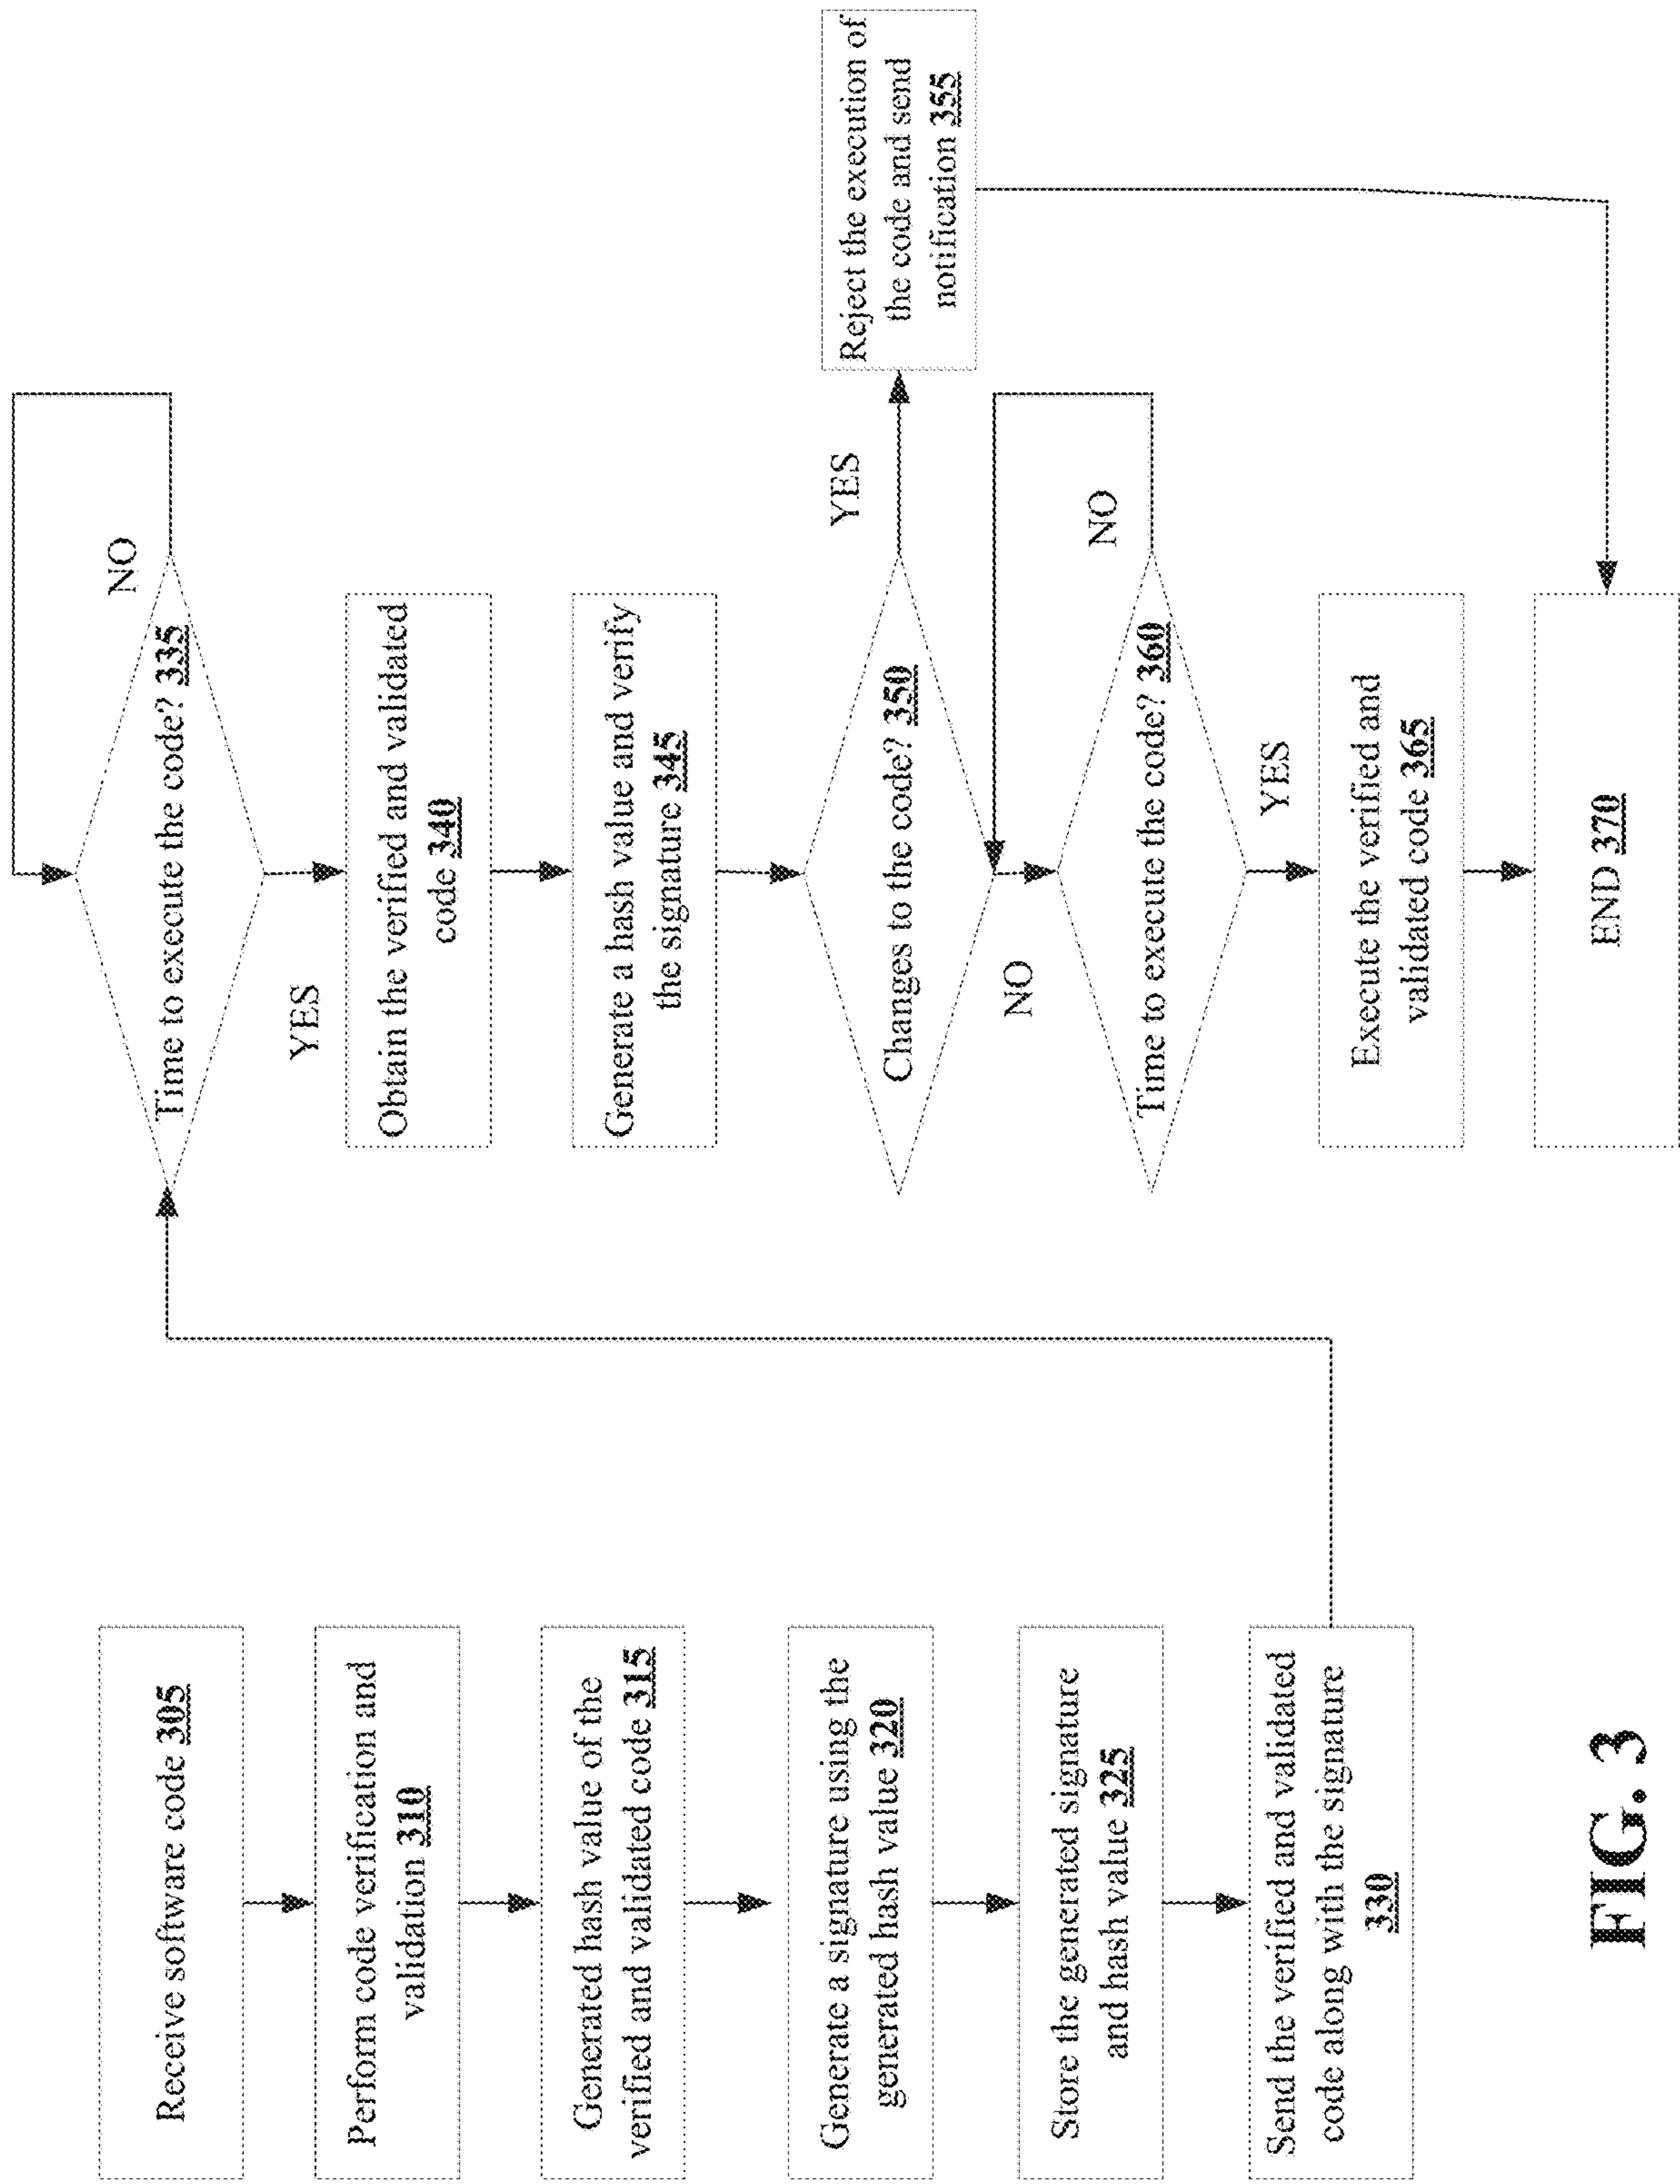 Receive software code 305
Perform code verification and
validation 310
Generated hash value of the
verified and validated code 315
Generate a signature using the
generated hash value 320
Store the generated signature
and hash value 325
Send the verified and validated
code along with the signature
330
Time to execute the code? 335
NO
YES
Obtain the verified and validated
code 340
Generate a hash value and verify
the signature 345
Changes to the code? 350
YES
Reject the execution of
the code and send
notification 355
NO
Time to execute the code? 360
NO
YES
Execute the verified and
validated code 365
END 370
FIG. 3